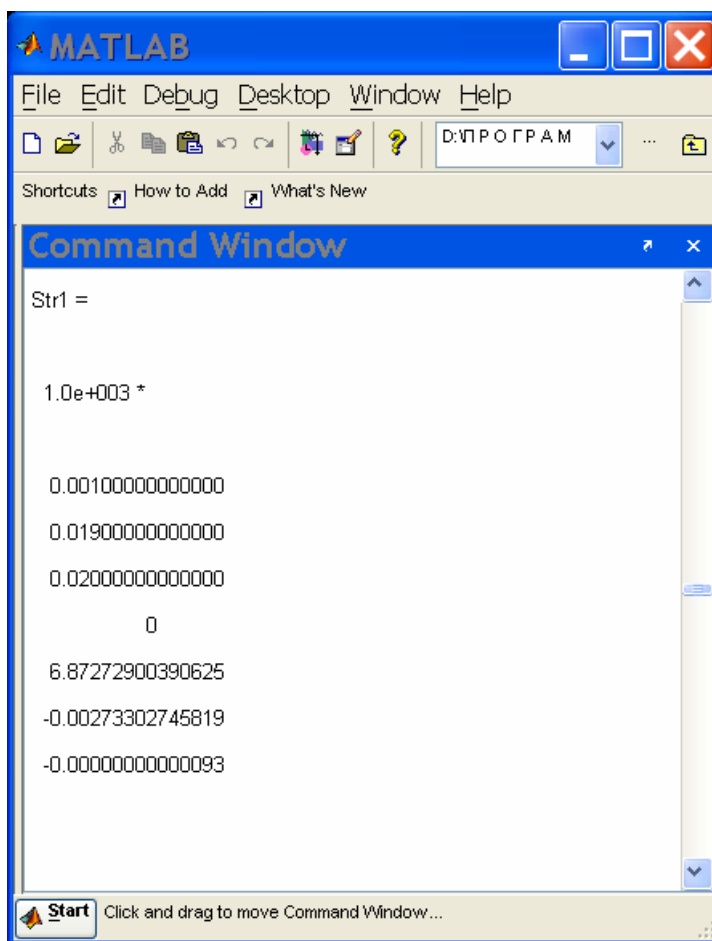 MATLAB
File Edit Debug Desktop Window Help
D:\ПРОГРАМ ...
Shortcuts How to Add What's New
Command Window
Str1 =
1.0e+003 *
0.00100000000000
0.01900000000000
0.02000000000000
0
6.87272900390625
-0.00273302745819
-0.00000000000093
Start Click and drag to move Command Window...